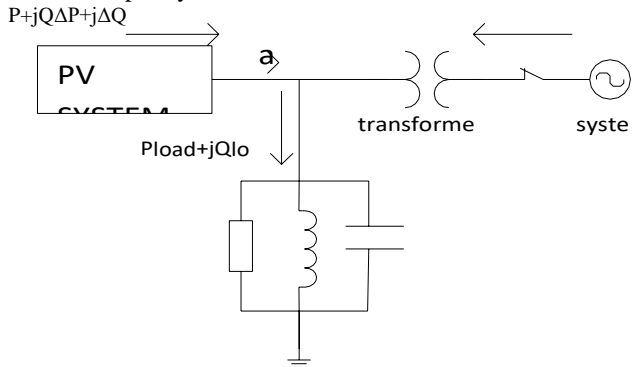 P+jQΔP+jΔQ
a
PV
SYSTEM
transforme
syste
Pload+jQlo